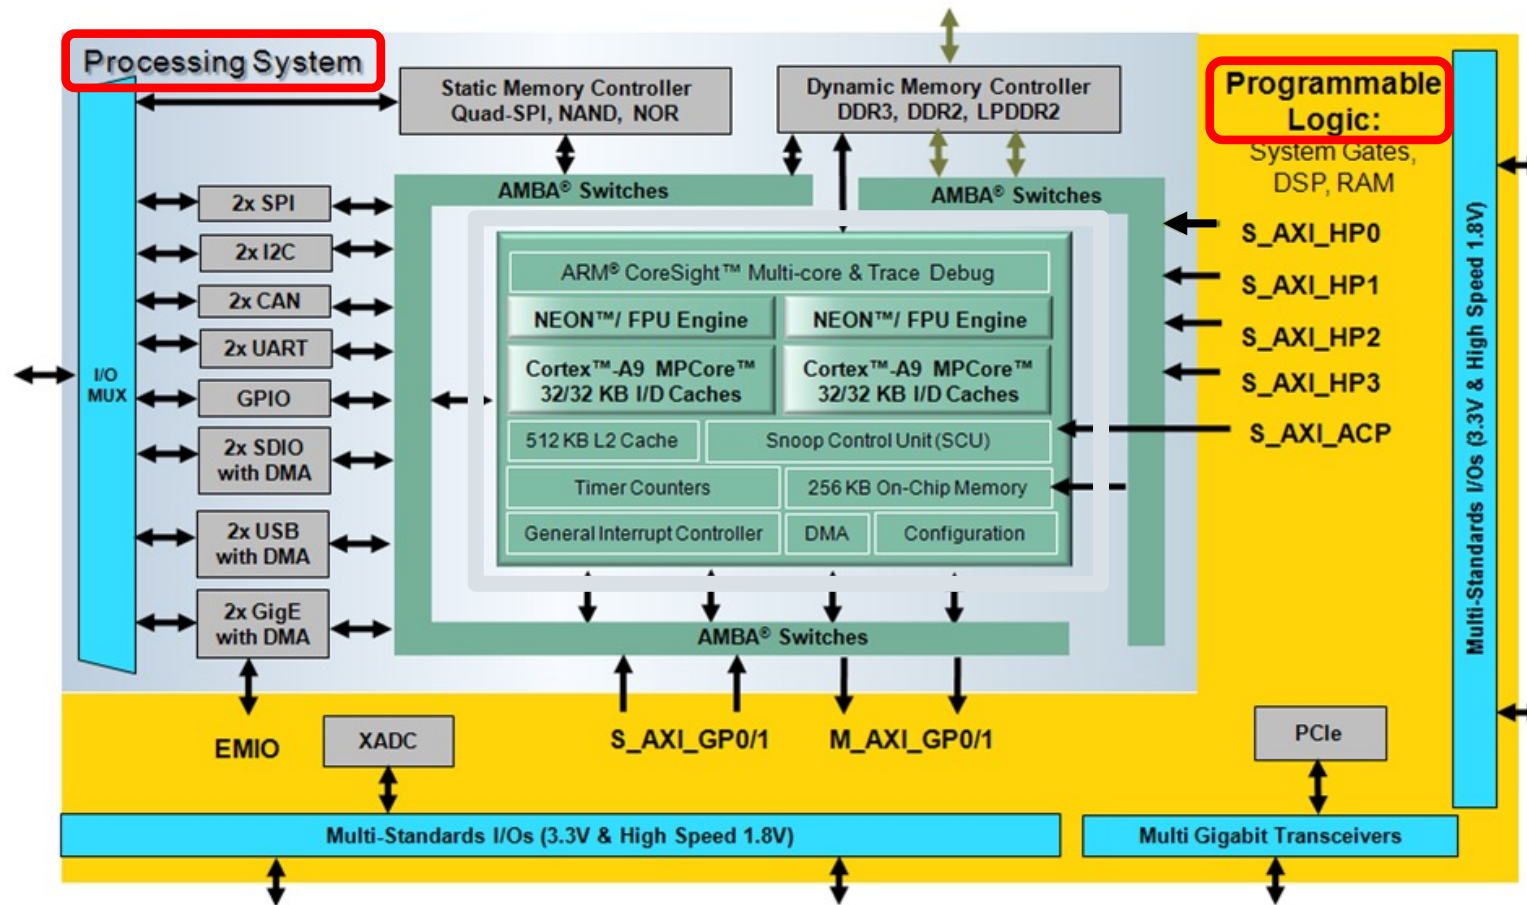 Processing System
Static Memory Controller
Quad-SPI, NAND, NOR
Dynamic Memory Controller
DDR3, DDR2, LPDDR2
Programmable
Logic:
System Gates,
DSP, RAM
AMBA® Switches
AMBA® Switches
2x SPI
2x I2C
2x CAN
2x UART
GPIO
2x SDIO
with DMA
2x USB
with DMA
2x GigE
with DMA
I/O
MUX
ARM® CoreSight™ Multi-core & Trace Debug
NEON™/ FPU Engine
NEON™/ FPU Engine
Cortex™-A9 MPCore™
32/32 KB I/D Caches
Cortex™-A9 MPCore™
32/32 KB I/D Caches
512 KB L2 Cache
Snoop Control Unit (SCU)
Timer Counters
256 KB On-Chip Memory
General Interrupt Controller
DMA
Configuration
AMBA® Switches
S_AXI_HP0
S_AXI_HP1
S_AXI_HP2
S_AXI_HP3
S_AXI_ACP
Multi-Standards I/Os (3.3V & High Speed 1.8V)
EMIO
XADC
S_AXI_GP0/1
M_AXI_GP0/1
PCIe
Multi-Standards I/Os (3.3V & High Speed 1.8V)
Multi Gigabit Transceivers